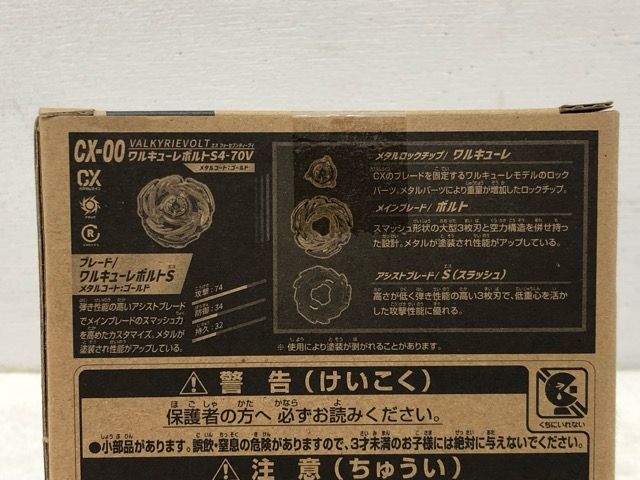 CX-00
VALKYRIEVOLT エス フォーセブンティーブイ
ワルキューレボルトS4-70V
メタルコート:ゴールド
CX
R
ブレード/
ワルキューレボルトS
メタルコート:ゴールド
弾き性能の高いアシストブレード
でメインブレードのスマッシュ力
を高めたカスタマイズ。メタルが
塗装され性能がアップしている。
攻撃:74
防御:34
持久:32
メタルロックチップ/ ワルキューレ
CXのブレードを固定するワルキューレモデルのロック
パーツ。メタルパーツにより重量が増加したロックチップ。
メインブレード/ ボルト
スマッシュ形状の大型3枚刃と空力構造を併せ持っ
た設計。メタルが塗装され性能がアップしている。
アシストブレード/ S(スラッシュ)
高さが低く弾き性能の高い3枚刃で、低重心を活か
した攻撃性能に優れる。
※ 使用により塗装が剥がれることがあります。
警 告 (けいこく)
保護者の方へ 必ずお読みください。
●小部品があります。誤飲・窒息の危険がありますので、3才未満のお子様には絶対に与えないでください。
くちにいれない
注 意 (ちゅうい)